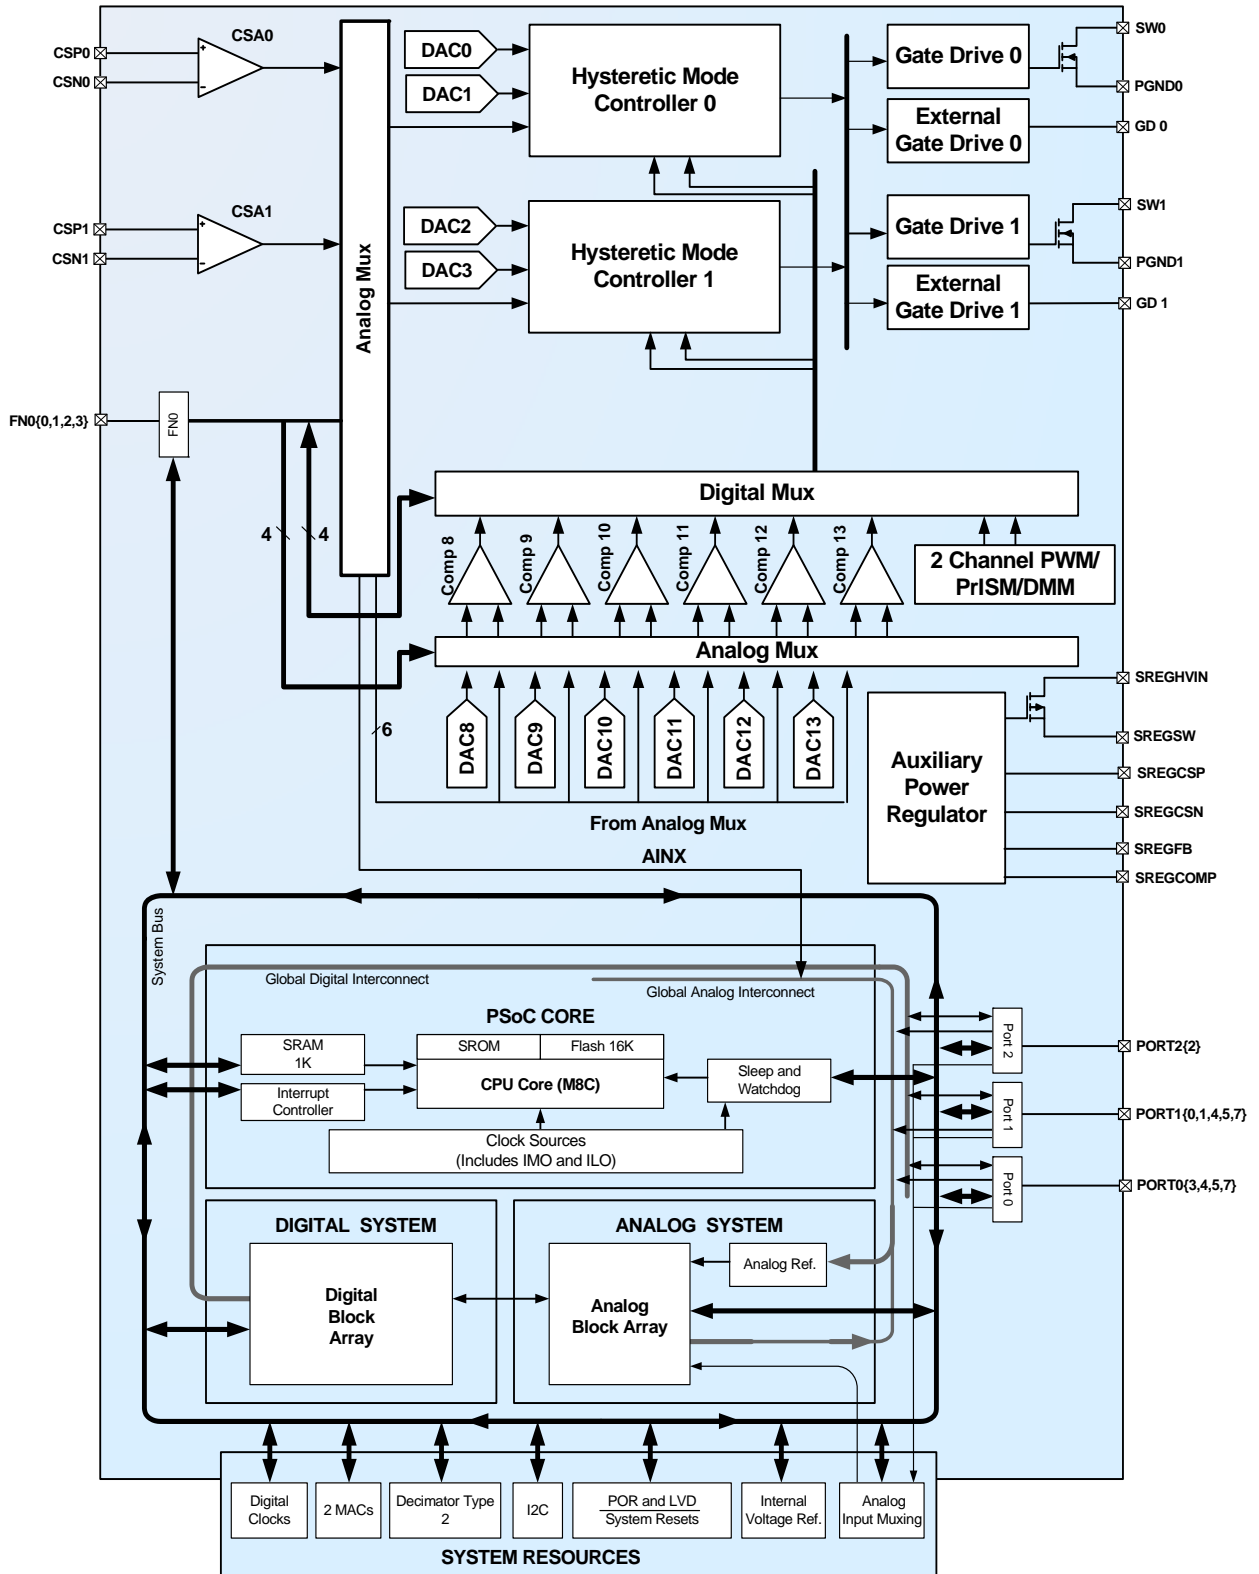 CSP0
CSN0
CSA0
CSP1
CSN1
CSA1
Analog Mux
DAC0
DAC1
Hysteretic Mode
Controller 0
DAC2
DAC3
Hysteretic Mode
Controller 1
Gate Drive 0
External
Gate Drive 0
Gate Drive 1
External
Gate Drive 1
SW0
PGND0
GD 0
SW1
PGND1
GD 1
FN0{0,1,2,3}
FN0
4
4
Digital Mux
Comp 8
Comp 9
Comp 10
Comp 11
Comp 12
Comp 13
2 Channel PWM/
PrISM/DMM
Analog Mux
6
DAC8
DAC9
DAC10
DAC11
DAC12
DAC13
From Analog Mux
AINX
Auxiliary
Power
Regulator
SREGHVIN
SREGSW
SREGCSP
SREGCSN
SREGFB
SREGCOMP
System Bus
Global Digital Interconnect
Global Analog Interconnect
PSoC CORE
SRAM
1K
Interrupt
Controller
SROM
Flash 16K
CPU Core (M8C)
Sleep and
Watchdog
Clock Sources
(Includes IMO and ILO)
Port 2
Port 1
Port 0
PORT2{2}
PORT1{0,1,4,5,7}
PORT0{3,4,5,7}
DIGITAL SYSTEM
Digital
Block
Array
ANALOG SYSTEM
Analog
Block Array
Analog Ref.
Digital
Clocks
2 MACs
Decimator Type
2
I2C
POR and LVD
System Resets
Internal
Voltage Ref.
Analog
Input Muxing
SYSTEM RESOURCES